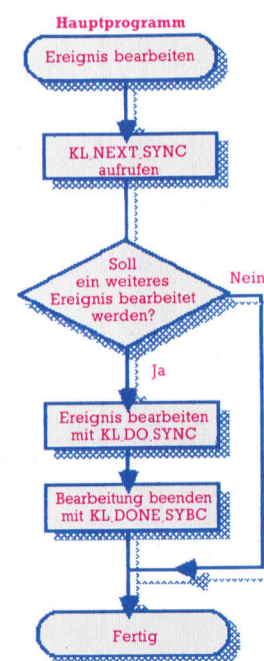 Hauptprogramm
Ereignis bearbeiten
KL.NEXT.SYNC
aufrufen
Soll
ein weiteres
Ereignis bearbeitet
werden?
Nein
Ja
Ereignis bearbeiten
mit KL.DO.SYNC
Bearbeitung beenden
mit KL.DONE.SYBC
Fertig